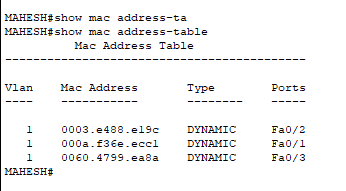 MAHESH#show mac address-ta
MAHESH#show mac address-table
          Mac Address Table
-------------------------------------------

Vlan    Mac Address       Type        Ports
----    -----------       --------    -----

   1    0003.e488.e19c    DYNAMIC     Fa0/2
   1    000a.f36e.ecc1    DYNAMIC     Fa0/1
   1    0060.4799.ea8a    DYNAMIC     Fa0/3
MAHESH#